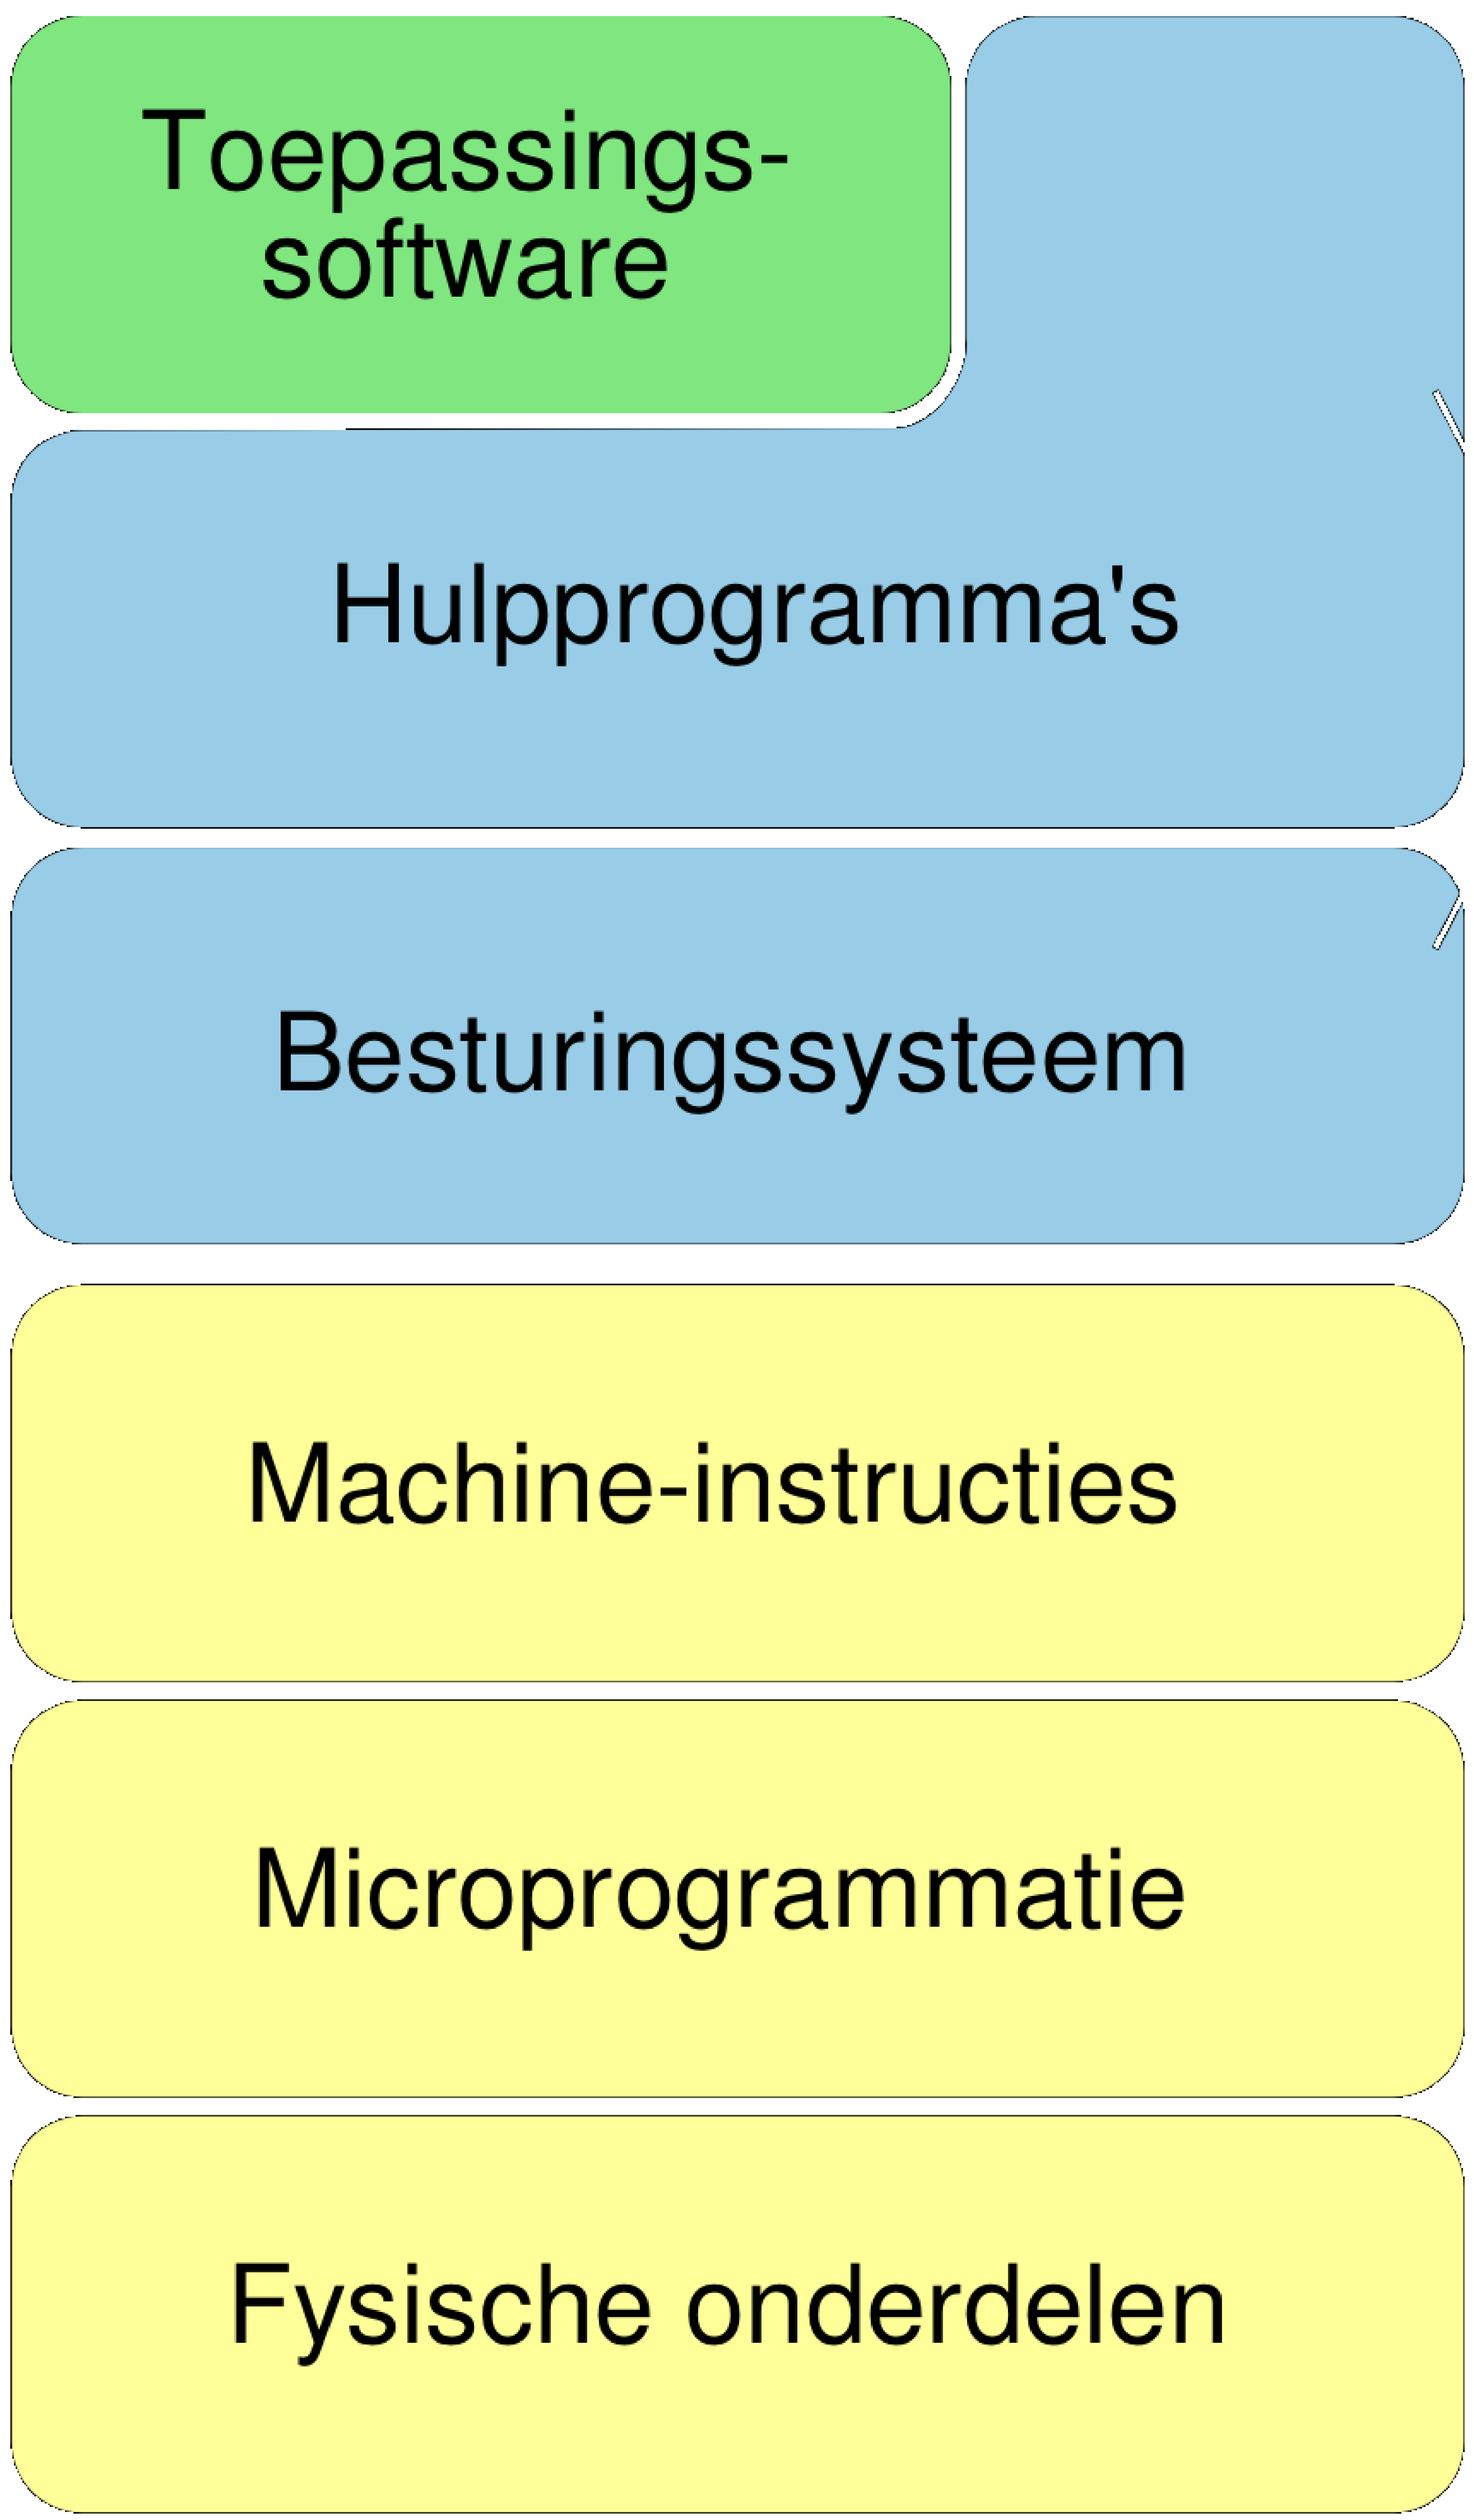 Toepassings-
software
Hulpprogramma's
Besturingssysteem
Machine-instructies
Microprogrammatie
Fysische onderdelen